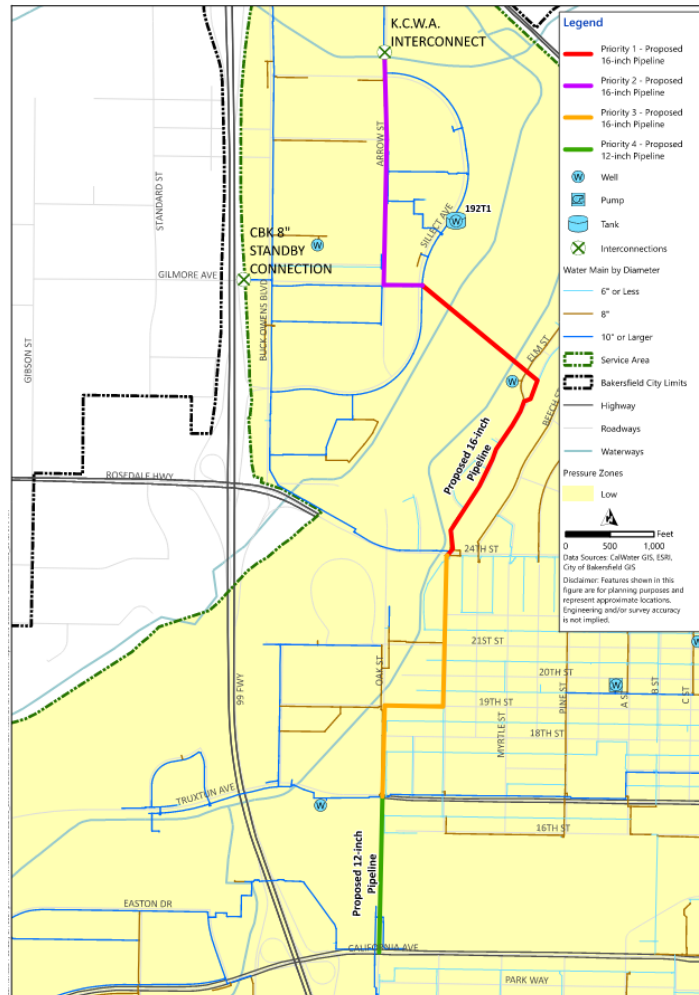 K.C.W.A.
INTERCONNECT
ARROW ST
STANDARD ST
192T1
SILLECT AVE
CBK 8"
STANDBY
CONNECTION
GILMORE AVE
BUCK OWENS BLVD
GIBSON ST
ELM ST
BEECH ST
Proposed 16-inch
Pipeline
ROSEDALE HWY
24TH ST
21ST ST
OAK ST
20TH ST
99 FWY
19TH ST
MYRTLE ST
PINE ST
A S
B ST
C ST
18TH ST
TRUXTUN AVE
16TH ST
Proposed 12-inch
Pipeline
EASTON DR
CALIFORNIA AVE
PARK WAY
W
W
W
W
W
Legend
Priority 1 - Proposed
16-inch Pipeline
Priority 2 - Proposed
16-inch Pipeline
Priority 3 - Proposed
16-inch Pipeline
Priority 4 - Proposed
12-inch Pipeline
W
Well
Pump
Tank
Interconnections
Water Main by Diameter
6" or Less
8"
10" or Larger
Service Area
Bakersfield City Limits
Highway
Roadways
Waterways
Pressure Zones
Low
Feet
0 500 1,000
Data Sources: CalWater GIS, ESRI,
City of Bakersfield GIS
Disclaimer: Features shown in this
figure are for planning purposes and
represent approximate locations.
Engineering and/or survey accuracy
is not implied.